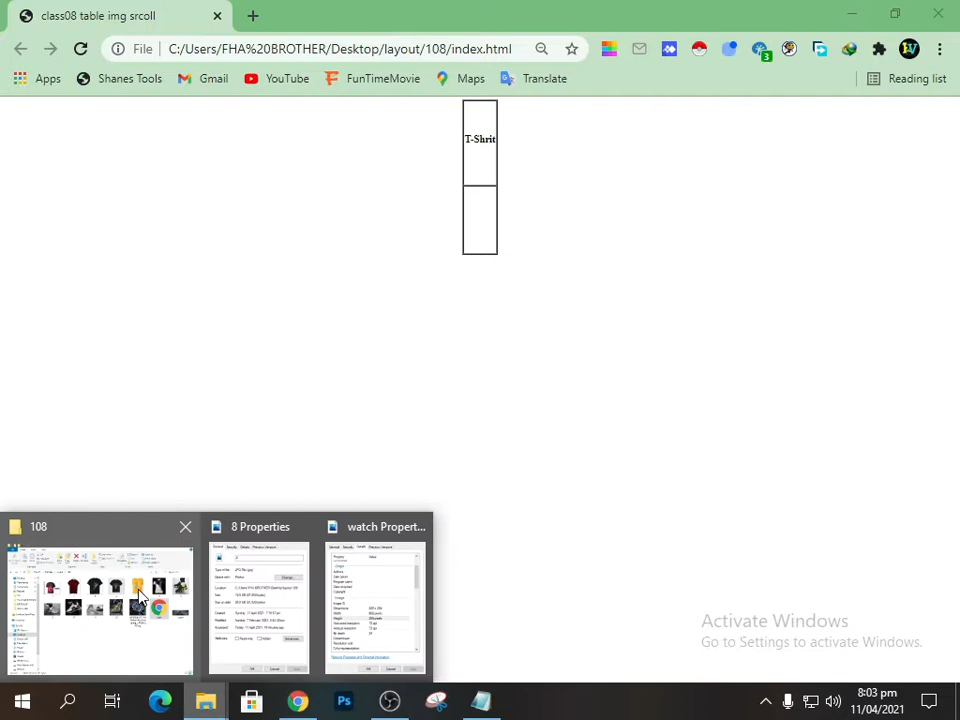 class08 table img srcoll
File
C:/Users/FHA%20BROTHER/Desktop/layout/108/index.html
3
Apps
Shanes Tools
Gmail
YouTube
FunTimeMovie
Maps
Translate
Reading list
T-Shrit
108
8 Properties
watch Propert...
Activate Windows
Go to Settings to activate Windows.
8:03 pm
11/04/2021